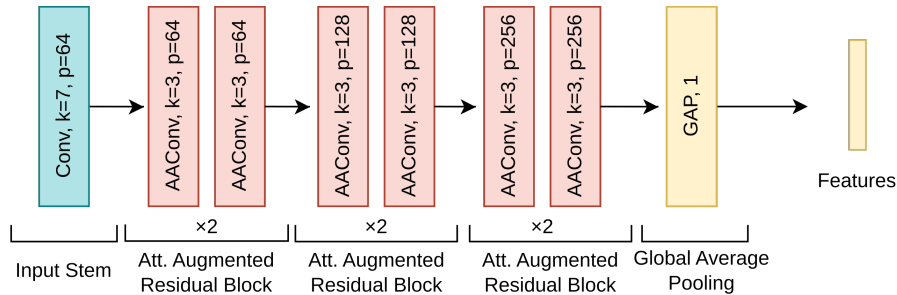 Conv, k=7, p=64
AAConv, k=3, p=64
AAConv, k=3, p=64
AAConv, k=3, p=128
AAConv, k=3, p=128
AAConv, k=3, p=256
AAConv, k=3, p=256
GAP, 1
Features
×2
×2
×2
Input Stem
Att. Augmented
Residual Block
Att. Augmented
Residual Block
Att. Augmented
Residual Block
Global Average
Pooling